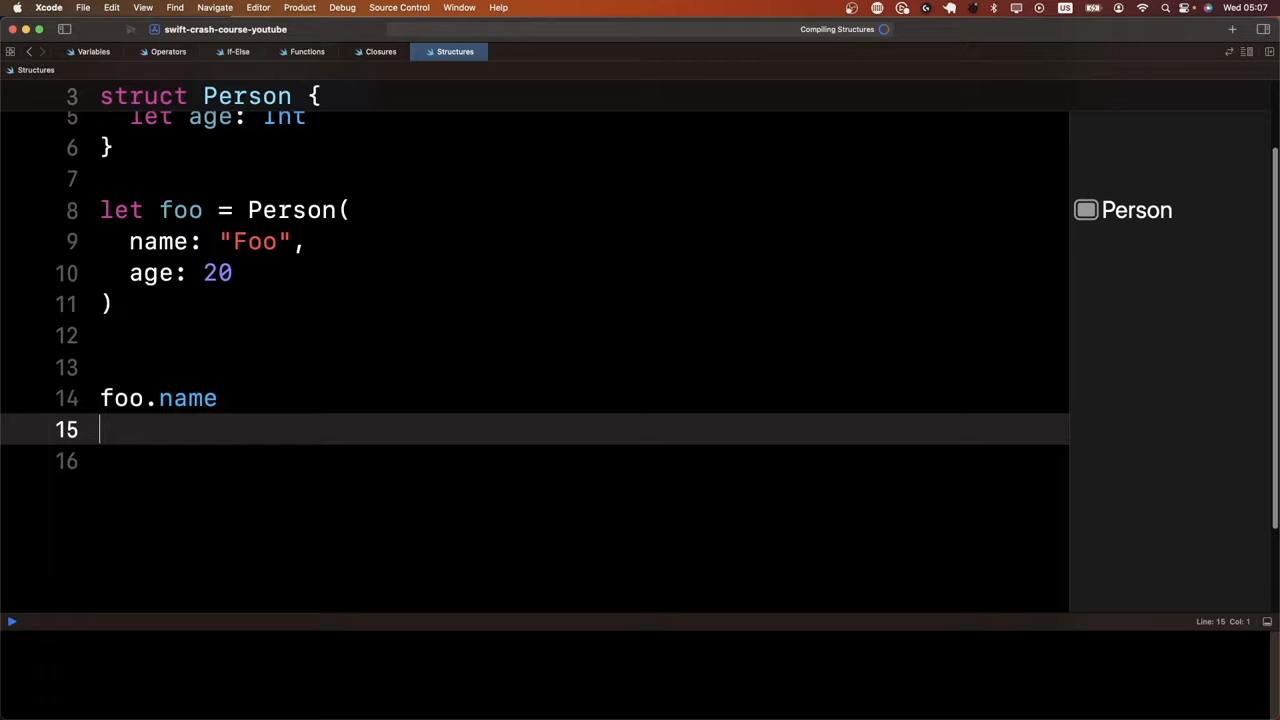 Xcode File Edit View Find Navigate Editor Product Debug Source Control Window Help US Wed 05:07
swift-crash-course-youtube Compiling Structures
Variables Operators If-Else Functions Closures Structures
Structures
3 struct Person {
5 let age: Int
6 }
7
8 let foo = Person( Person
9 name: "Foo",
10 age: 20
11 )
12
13
14 foo.name
15
16
Line: 15 Col: 1